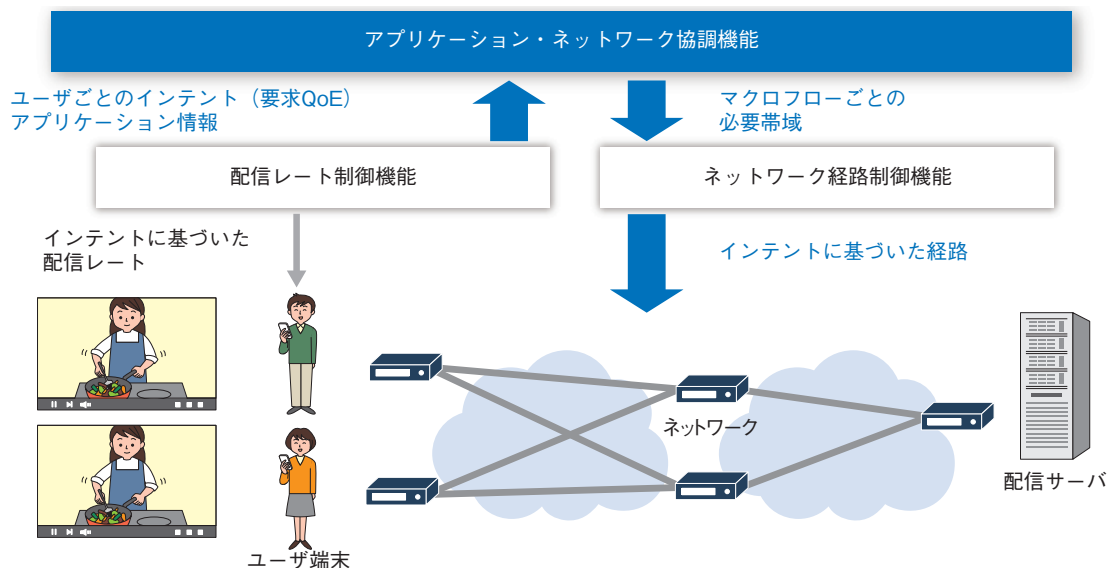 アプリケーション・ネットワーク協調機能
ユーザごとのインテント（要求QoE）
アプリケーション情報
マクロフローごとの
必要帯域
配信レート制御機能
ネットワーク経路制御機能
インテントに基づいた
配信レート
インテントに基づいた経路
ネットワーク
配信サーバ
ユーザ端末